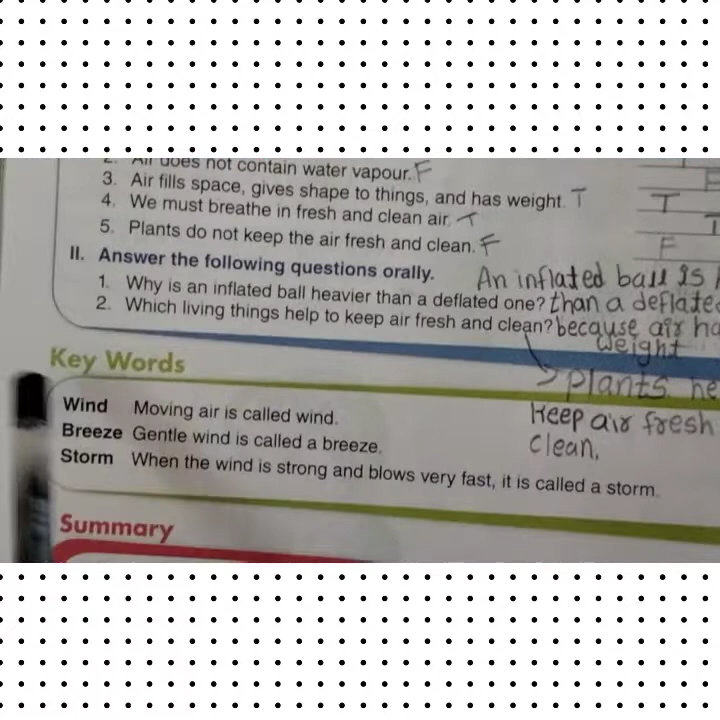 2. Air does not contain water vapour. F
3. Air fills space, gives shape to things, and has weight. T
4. We must breathe in fresh and clean air. T
5. Plants do not keep the air fresh and clean. F
T
T
F
II. Answer the following questions orally.
1. Why is an inflated ball heavier than a deflated one?
2. Which living things help to keep air fresh and clean?
An inflated ball is
than a deflated
because air ha
weight
Plants he
Keep air fresh
clean.
Key Words
Wind Moving air is called wind.
Breeze Gentle wind is called a breeze.
Storm When the wind is strong and blows very fast, it is called a storm.
Summary